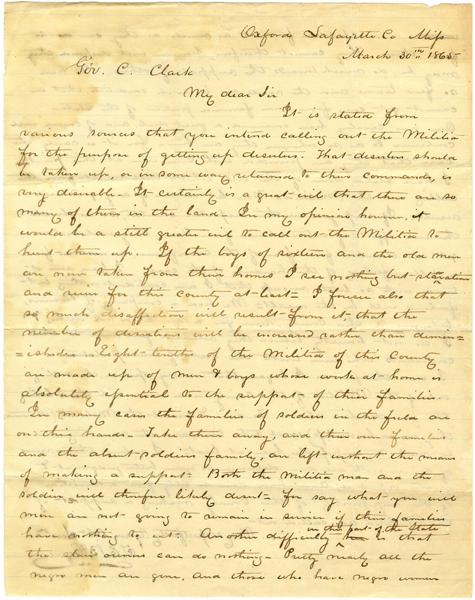 Oxford Lafayette Co Miss
March 30th 1865
Gov. C. Clark
My dear Sir
It is stated from
various sources that you intend calling out the Militia
for the purpose of getting up deserters. That deserters should
be taken up, or in some way returned to their commands, is
very desirable - It certainly is a great evil that there are so
many of them in the land - In my opinion however, it
would be a still greater evil to call out the Militia to
hunt them up. If the boys of sixteen and the old men
are now taken from their homes I see nothing but starvation
and ruin for this county at least - I foresee also that
so much disaffection will result from it, that the
number of desertions will be increased rather than dimin=
=ished - Eight-tenths of the Militia of this County
are made up of men & boys whose work at home is
absolutely essential to the support of their families
In many cases the families of soldiers in the field are
on their hands - Take them away, and their own families
and the absent soldiers family, are left without the means
of making a support - Both the Militia man and the
soldier will therefore likely desert - for say what you will
men are not going to remain in service if their families
have nothing to eat: Another difficulty in this part of the State is that
the slave owners can do nothing - Pretty nearly all the
negro men are gone, and those who have negro women